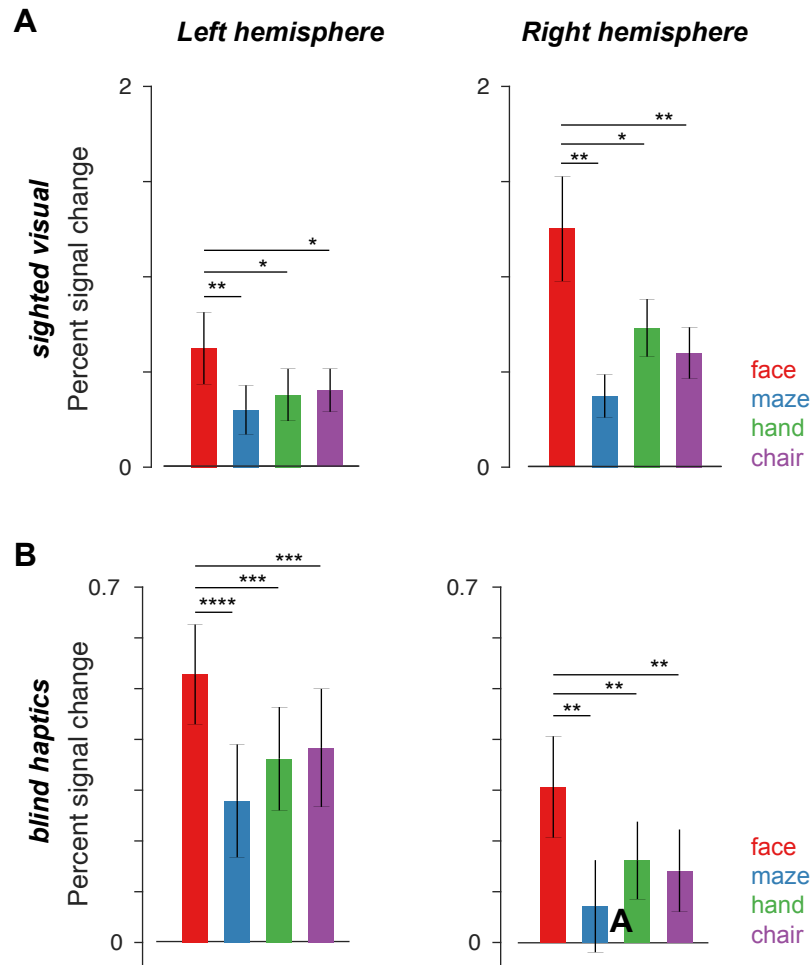 A
Left hemisphere
Right hemisphere
sighted visual
Percent signal change
2
0
**
*
*
2
0
**
*
**
face
maze
hand
chair
B
blind haptics
Percent signal change
0.7
0
****
***
***
0.7
0
**
**
**
A
face
maze
hand
chair